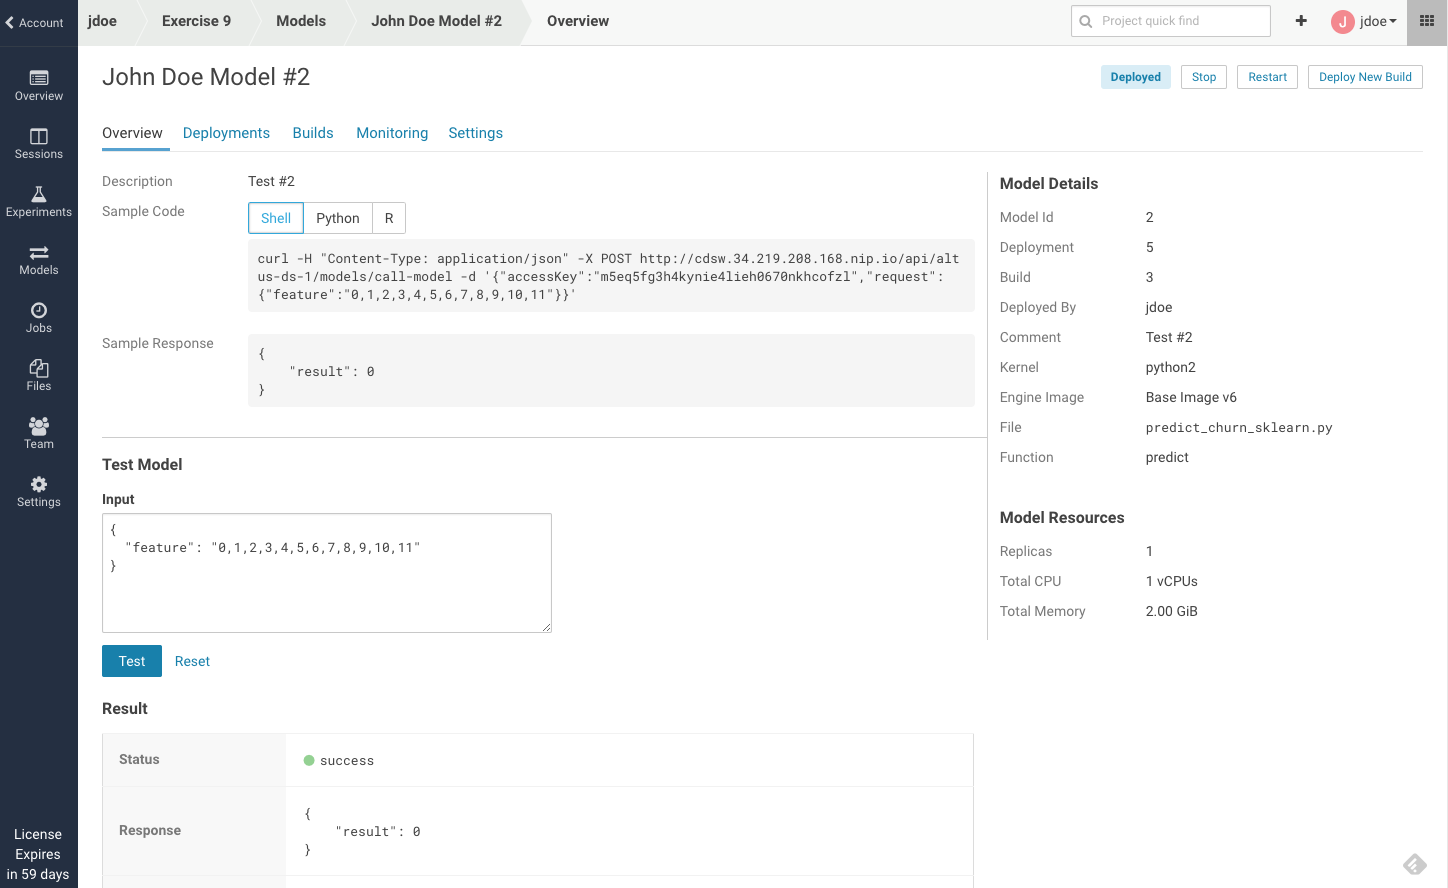 Account
jdoe
Exercise 9
Models
John Doe Model #2
Overview
Project quick find
J
jdoe
Overview
Sessions
Experiments
Models
Jobs
Files
Team
Settings
License
Expires
in 59 days
John Doe Model #2
Deployed
Stop
Restart
Deploy New Build
Overview
Deployments
Builds
Monitoring
Settings
Description
Test #2
Sample Code
Shell
Python
R
curl -H "Content-Type: application/json" -X POST http://cdsw.34.219.208.168.nip.io/api/alt
us-ds-1/models/call-model -d '{"accessKey":"m5eq5fg3h4kynie4lieh0670nkhcofzl","request":
{"feature":"0,1,2,3,4,5,6,7,8,9,10,11"}}'
Sample Response
{
"result": 0
}
Test Model
Input
{
"feature": "0,1,2,3,4,5,6,7,8,9,10,11"
}
Test
Reset
Result
Status
success
Response
{
"result": 0
}
Model Details
Model Id
2
Deployment
5
Build
3
Deployed By
jdoe
Comment
Test #2
Kernel
python2
Engine Image
Base Image v6
File
predict_churn_sklearn.py
Function
predict
Model Resources
Replicas
1
Total CPU
1 vCPUs
Total Memory
2.00 GiB